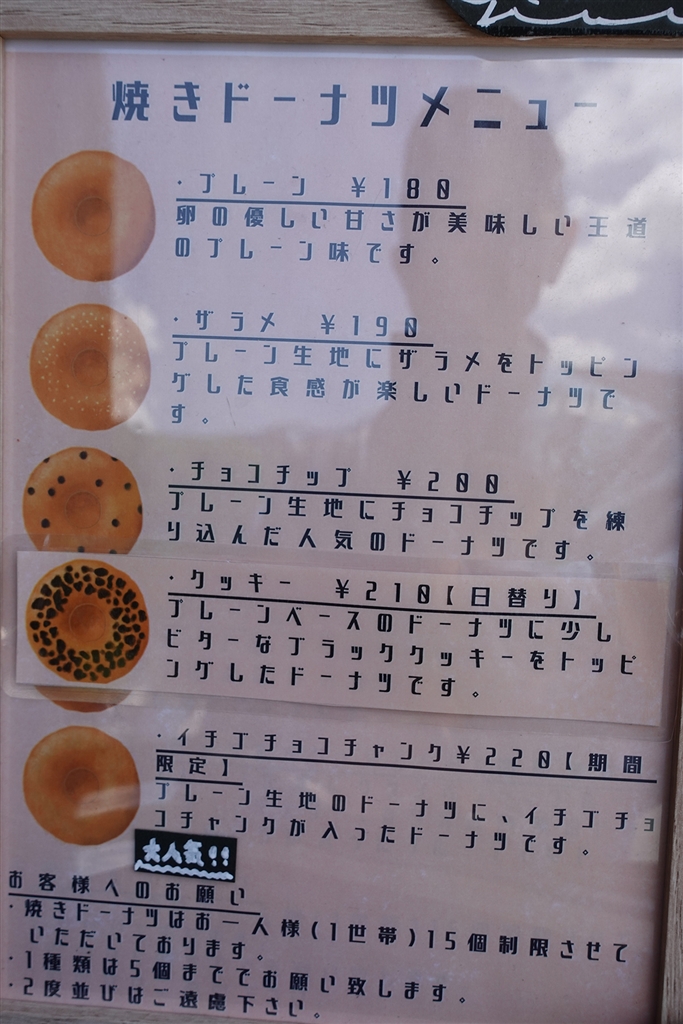 焼きドーナツメニュー
・プレーン ¥180
卵の優しい甘さが美味しい王道
のプレーン味です。
・ザラメ ¥190
プレーン生地にザラメをトッピン
グした食感が楽しいドーナツで
す。
・チョコチップ ¥200
プレーン生地にチョコチップを練
り込んだ人気のドーナツです。
・クッキー ¥210【日替り】
プレーンベースのドーナツに少し
ビターなブラッククッキーをトッピ
ングしたドーナツです。
・イチゴチョコチャンク¥220【期間
限定】
プレーン生地のドーナツに、イチゴチョ
コチャンクが入ったドーナツです。
大人気!!
お客様へのお願い
・焼きドーナツはお一人様(1世帯)15個制限させて
いただいております。
・1種類は5個まででお願い致します。
・2度並びはご遠慮下さい。